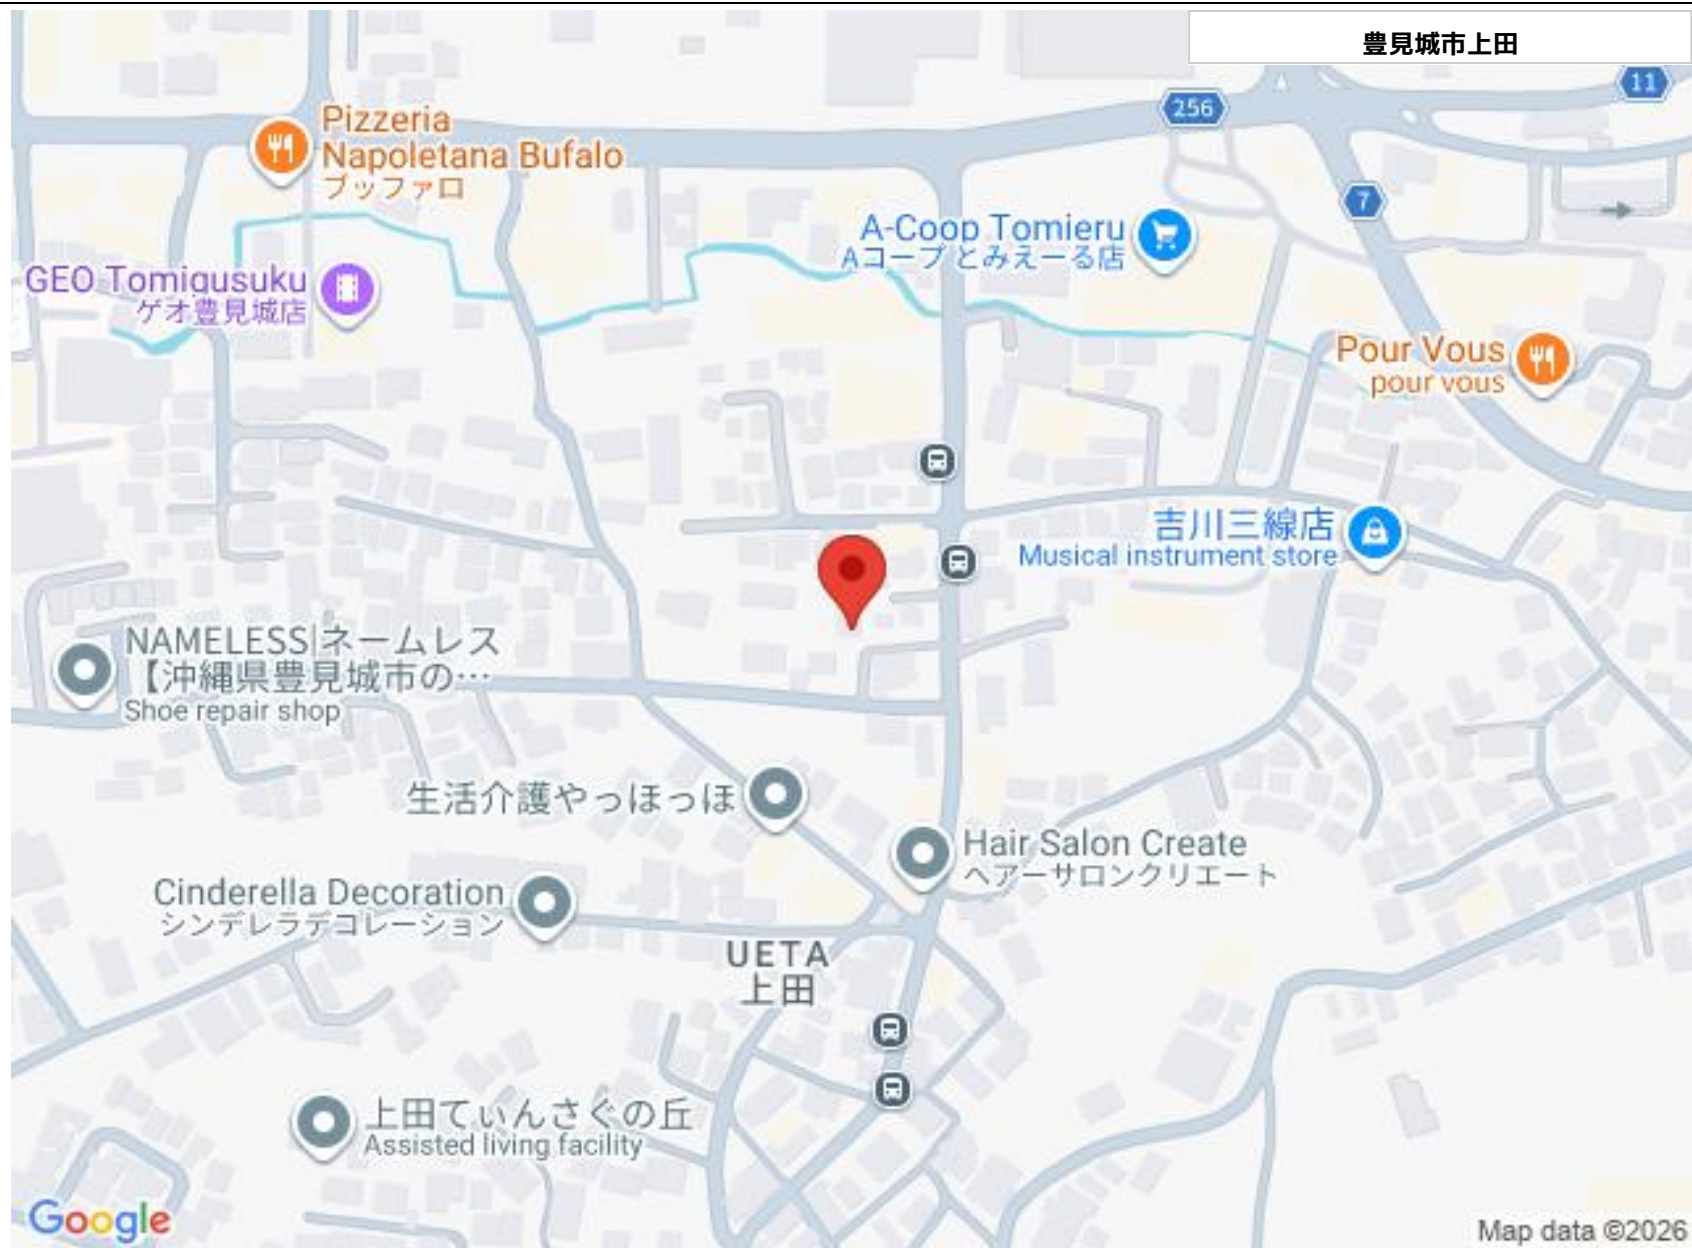 豊見城市上田
11
256
Pizzeria
Napoletana Bufalo
ブッファロ
7
A-Coop Tomieru
Aコープ とみえーる店
GEO Tomigusuku
ゲオ豊見城店
Pour Vous
pour vous
吉川三線店
Musical instrument store
NAMELESS|ネームレス
【沖縄県豊見城市の…
Shoe repair shop
生活介護やっほっほ
Hair Salon Create
ヘアーサロンクリエート
Cinderella Decoration
シンデレラデコレーション
UETA
上田
上田てぃんさぐの丘
Assisted living facility
Google
Map data ©2026